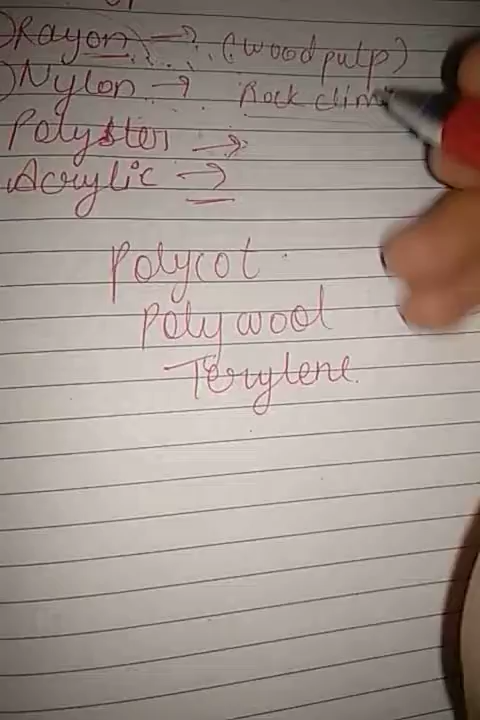 )Rayon → (Wood pulp)
)Nylon → Rock clim
Polyster →
Acrylic →
Polycot
Polywool
Terylene